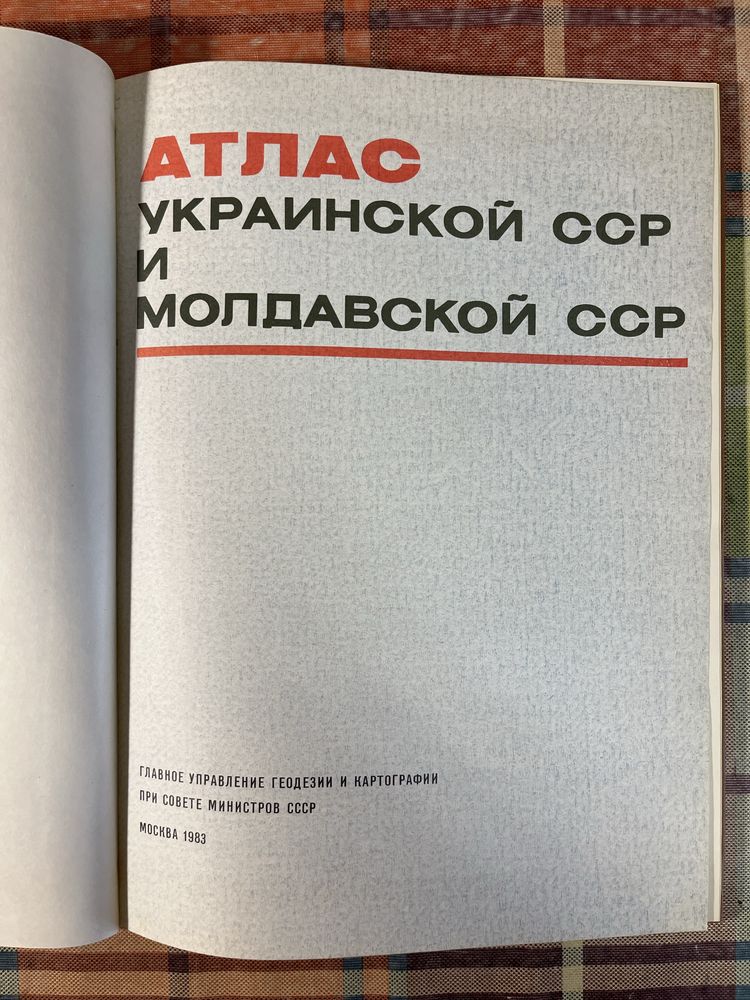 АТЛАС
УКРАИНСКОЙ ССР
И
МОЛДАВСКОЙ ССР
ГЛАВНОЕ УПРАВЛЕНИЕ ГЕОДЕЗИИ И КАРТОГРАФИИ
ПРИ СОВЕТЕ МИНИСТРОВ СССР
МОСКВА 1983